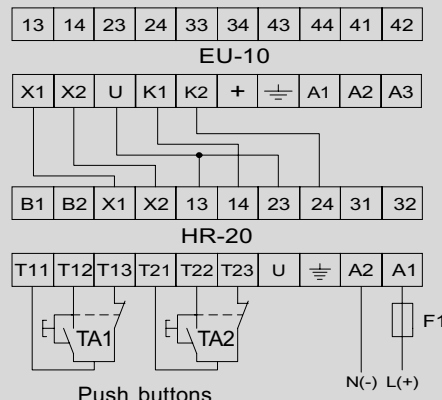 13 14 23 24 33 34 43 44 41 42
EU-10
X1 X2 U K1 K2 + ⏚ A1 A2 A3
B1 B2 X1 X2 13 14 23 24 31 32
HR-20
T11 T12 T13 T21 T22 T23 U ⏚ A2 A1
F1
TA1 TA2
N(-) L(+)
Push buttons